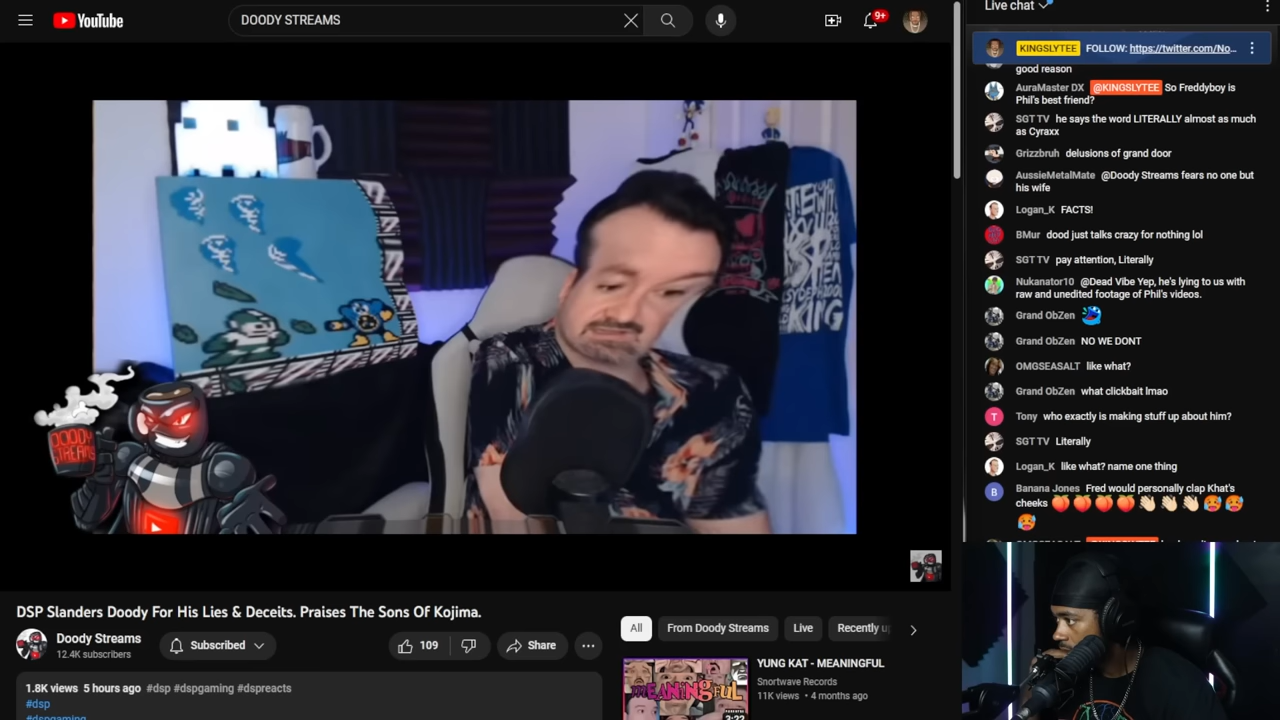 YouTube
DOODY STREAMS
9+
DOODY
STREAMS
KING
DSP Slanders Doody For His Lies & Deceits. Praises The Sons Of Kojima.
Doody Streams
12.4K subscribers
Subscribed
109
Share
1.8K views 5 hours ago #dsp #dspgaming #dspreacts
#dsp
#dspgaming
All
From Doody Streams
Live
Recently
YUNG KAT - MEANINGFUL
Snortwave Records
11K views • 4 months ago
MEANINGFUL
3:22
Live chat
KINGSLYTEE FOLLOW: https://twitter.com/No...
good reason
AuraMaster DX @KINGSLYTEE So Freddyboy is
Phil's best friend?
SGT TV he says the word LITERALLY almost as much
as Cyraxx
Grizzbruh delusions of grand door
AussieMetalMate @Doody Streams fears no one but
his wife
Logan_K FACTS!
BMur dood just talks crazy for nothing lol
SGT TV pay attention, Literally
Nukanator10 @Dead Vibe Yep, he's lying to us with
raw and unedited footage of Phil's videos.
Grand ObZen
Grand ObZen NO WE DONT
OMGSEASALT like what?
Grand ObZen what clickbait lmao
T Tony who exactly is making stuff up about him?
SGT TV Literally
Logan_K like what? name one thing
B Banana Jones Fred would personally clap Khat's
cheeks 🍑🍑🍑🍑👏🏻👏🏻👏🏻🥵🥵
🥵